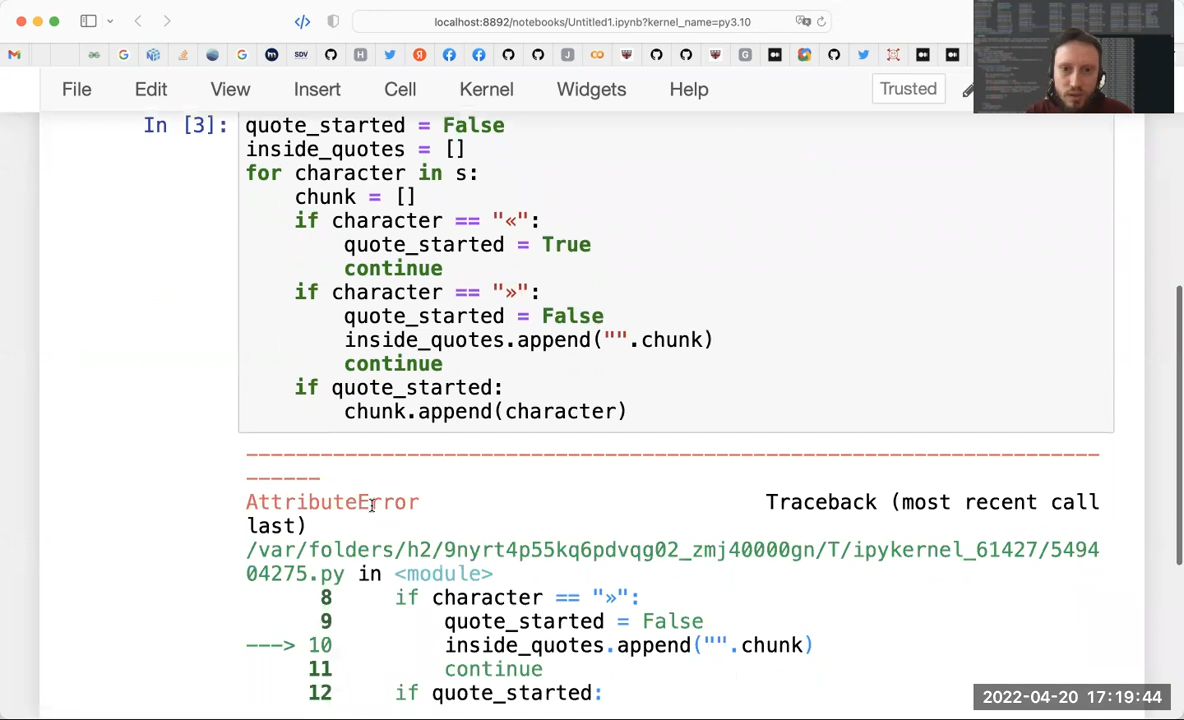 localhost:8892/notebooks/Untitled1.ipynb?kernel_name=py3.10
File Edit View Insert Cell Kernel Widgets Help Trusted
In [3]: quote_started = False
inside_quotes = []
for character in s:
    chunk = []
    if character == "«":
        quote_started = True
        continue
    if character == "»":
        quote_started = False
        inside_quotes.append("".chunk)
        continue
    if quote_started:
        chunk.append(character)
---------------------------------------------------------------------
------
AttributeError Traceback (most recent call
last)
/var/folders/h2/9nyrt4p55kq6pdvqg02_zmj40000gn/T/ipykernel_61427/5494
04275.py in <module>
8 if character == "»":
9 quote_started = False
---> 10 inside_quotes.append("".chunk)
11 continue
12 if quote_started:
2022-04-20 17:19:44